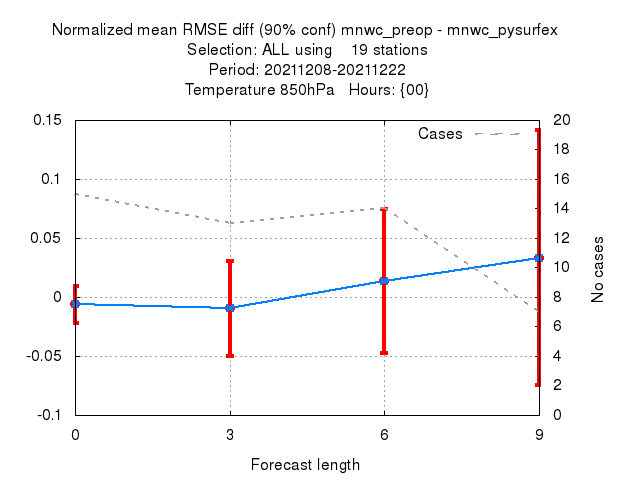 Normalized mean RMSE diff (90% conf) mnwc_preop - mnwc_pysurfex
Selection: ALL using 19 stations
Period: 20211208-20211222
Temperature 850hPa Hours: {00}
0.15
0.1
0.05
0
-0.05
-0.1
Cases
20
18
16
14
12
10
8
6
4
2
0
No cases
0 3 6 9
Forecast length